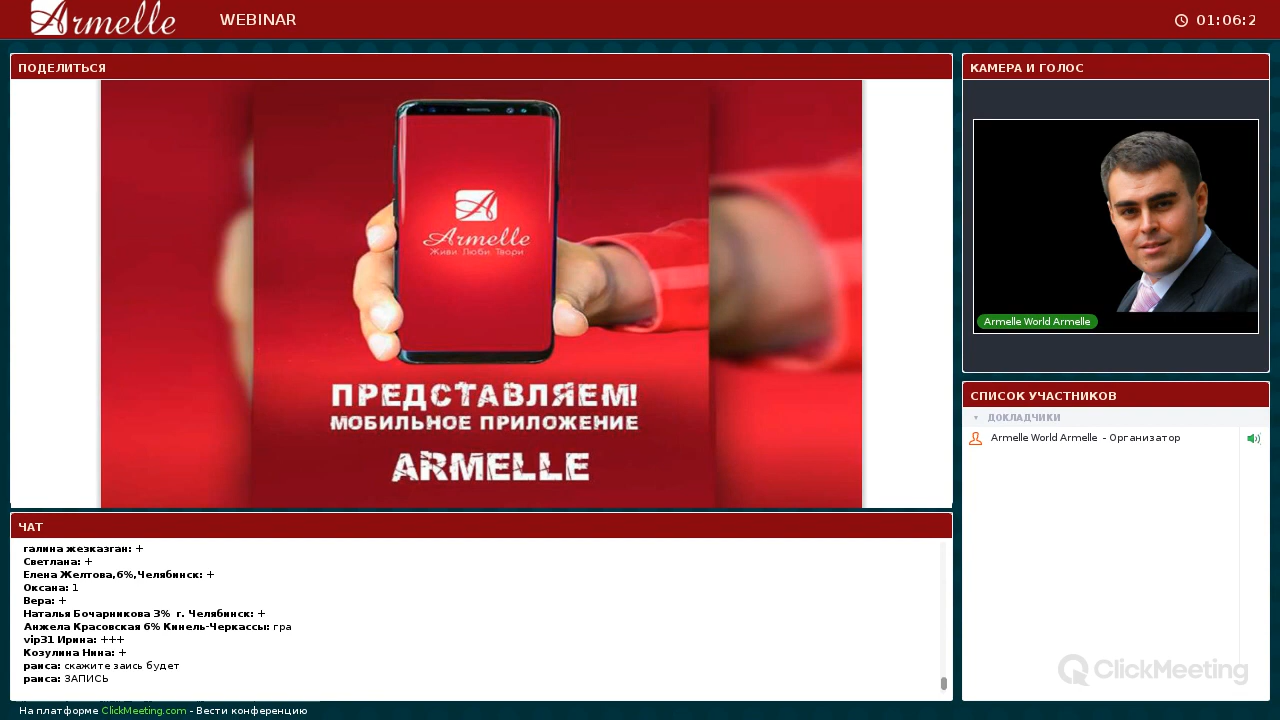 Armelle
WEBINAR
01:06:2
ПОДЕЛИТЬСЯ
Armelle
Живи Люби Твори
ПРЕДСТАВЛЯЕМ!
МОБИЛЬНОЕ ПРИЛОЖЕНИЕ
ARMELLE
КАМЕРА И ГОЛОС
Armelle World Armelle
СПИСОК УЧАСТНИКОВ
ДОКЛАДЧИКИ
Armelle World Armelle - Организатор
ClickMeeting
ЧАТ
галина жезказган: +
Светлана: +
Елена Желтова,6%,Челябинск: +
Оксана: 1
Вера: +
Наталья Бочарникова 3% г. Челябинск: +
Анжела Красовская 6% Кинель-Черкассы: гра
vip31 Ирина: +++
Козулина Нина: +
раиса: скажите заись будет
раиса: ЗАПИСЬ
На платформе ClickMeeting.com - Вести конференцию